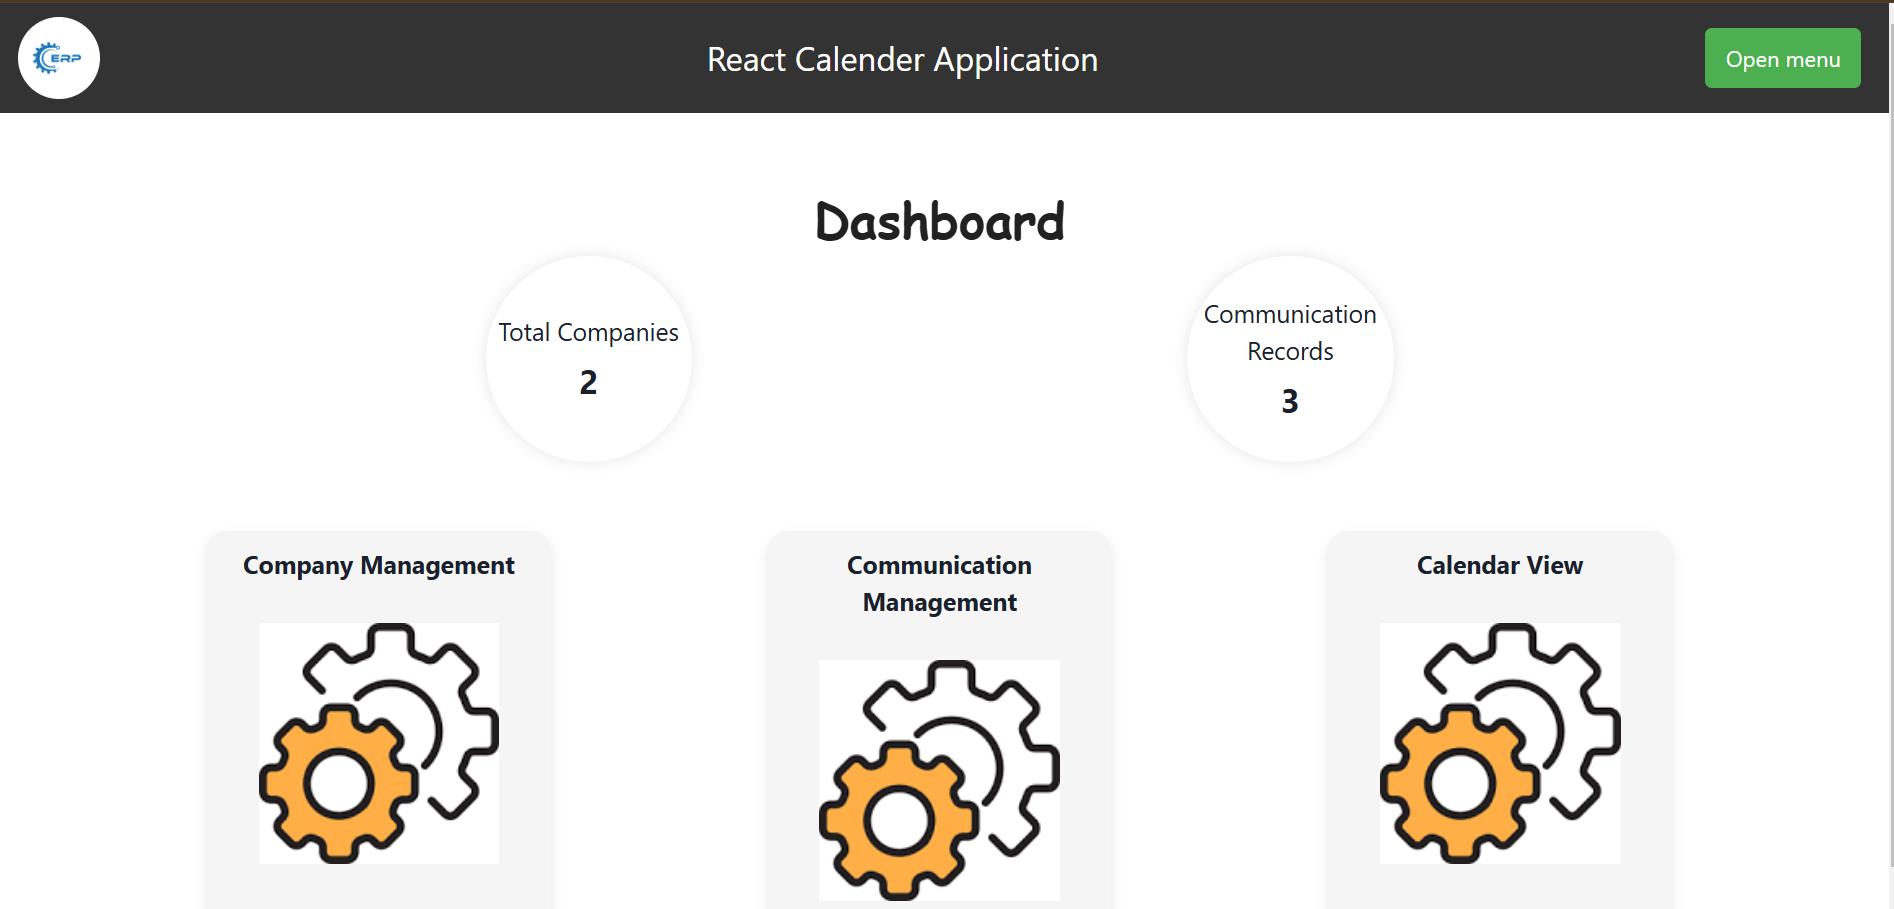 ERP
React Calender Application
Open menu
Dashboard
Total Companies
2
Communication
Records
3
Company Management
Communication
Management
Calendar View